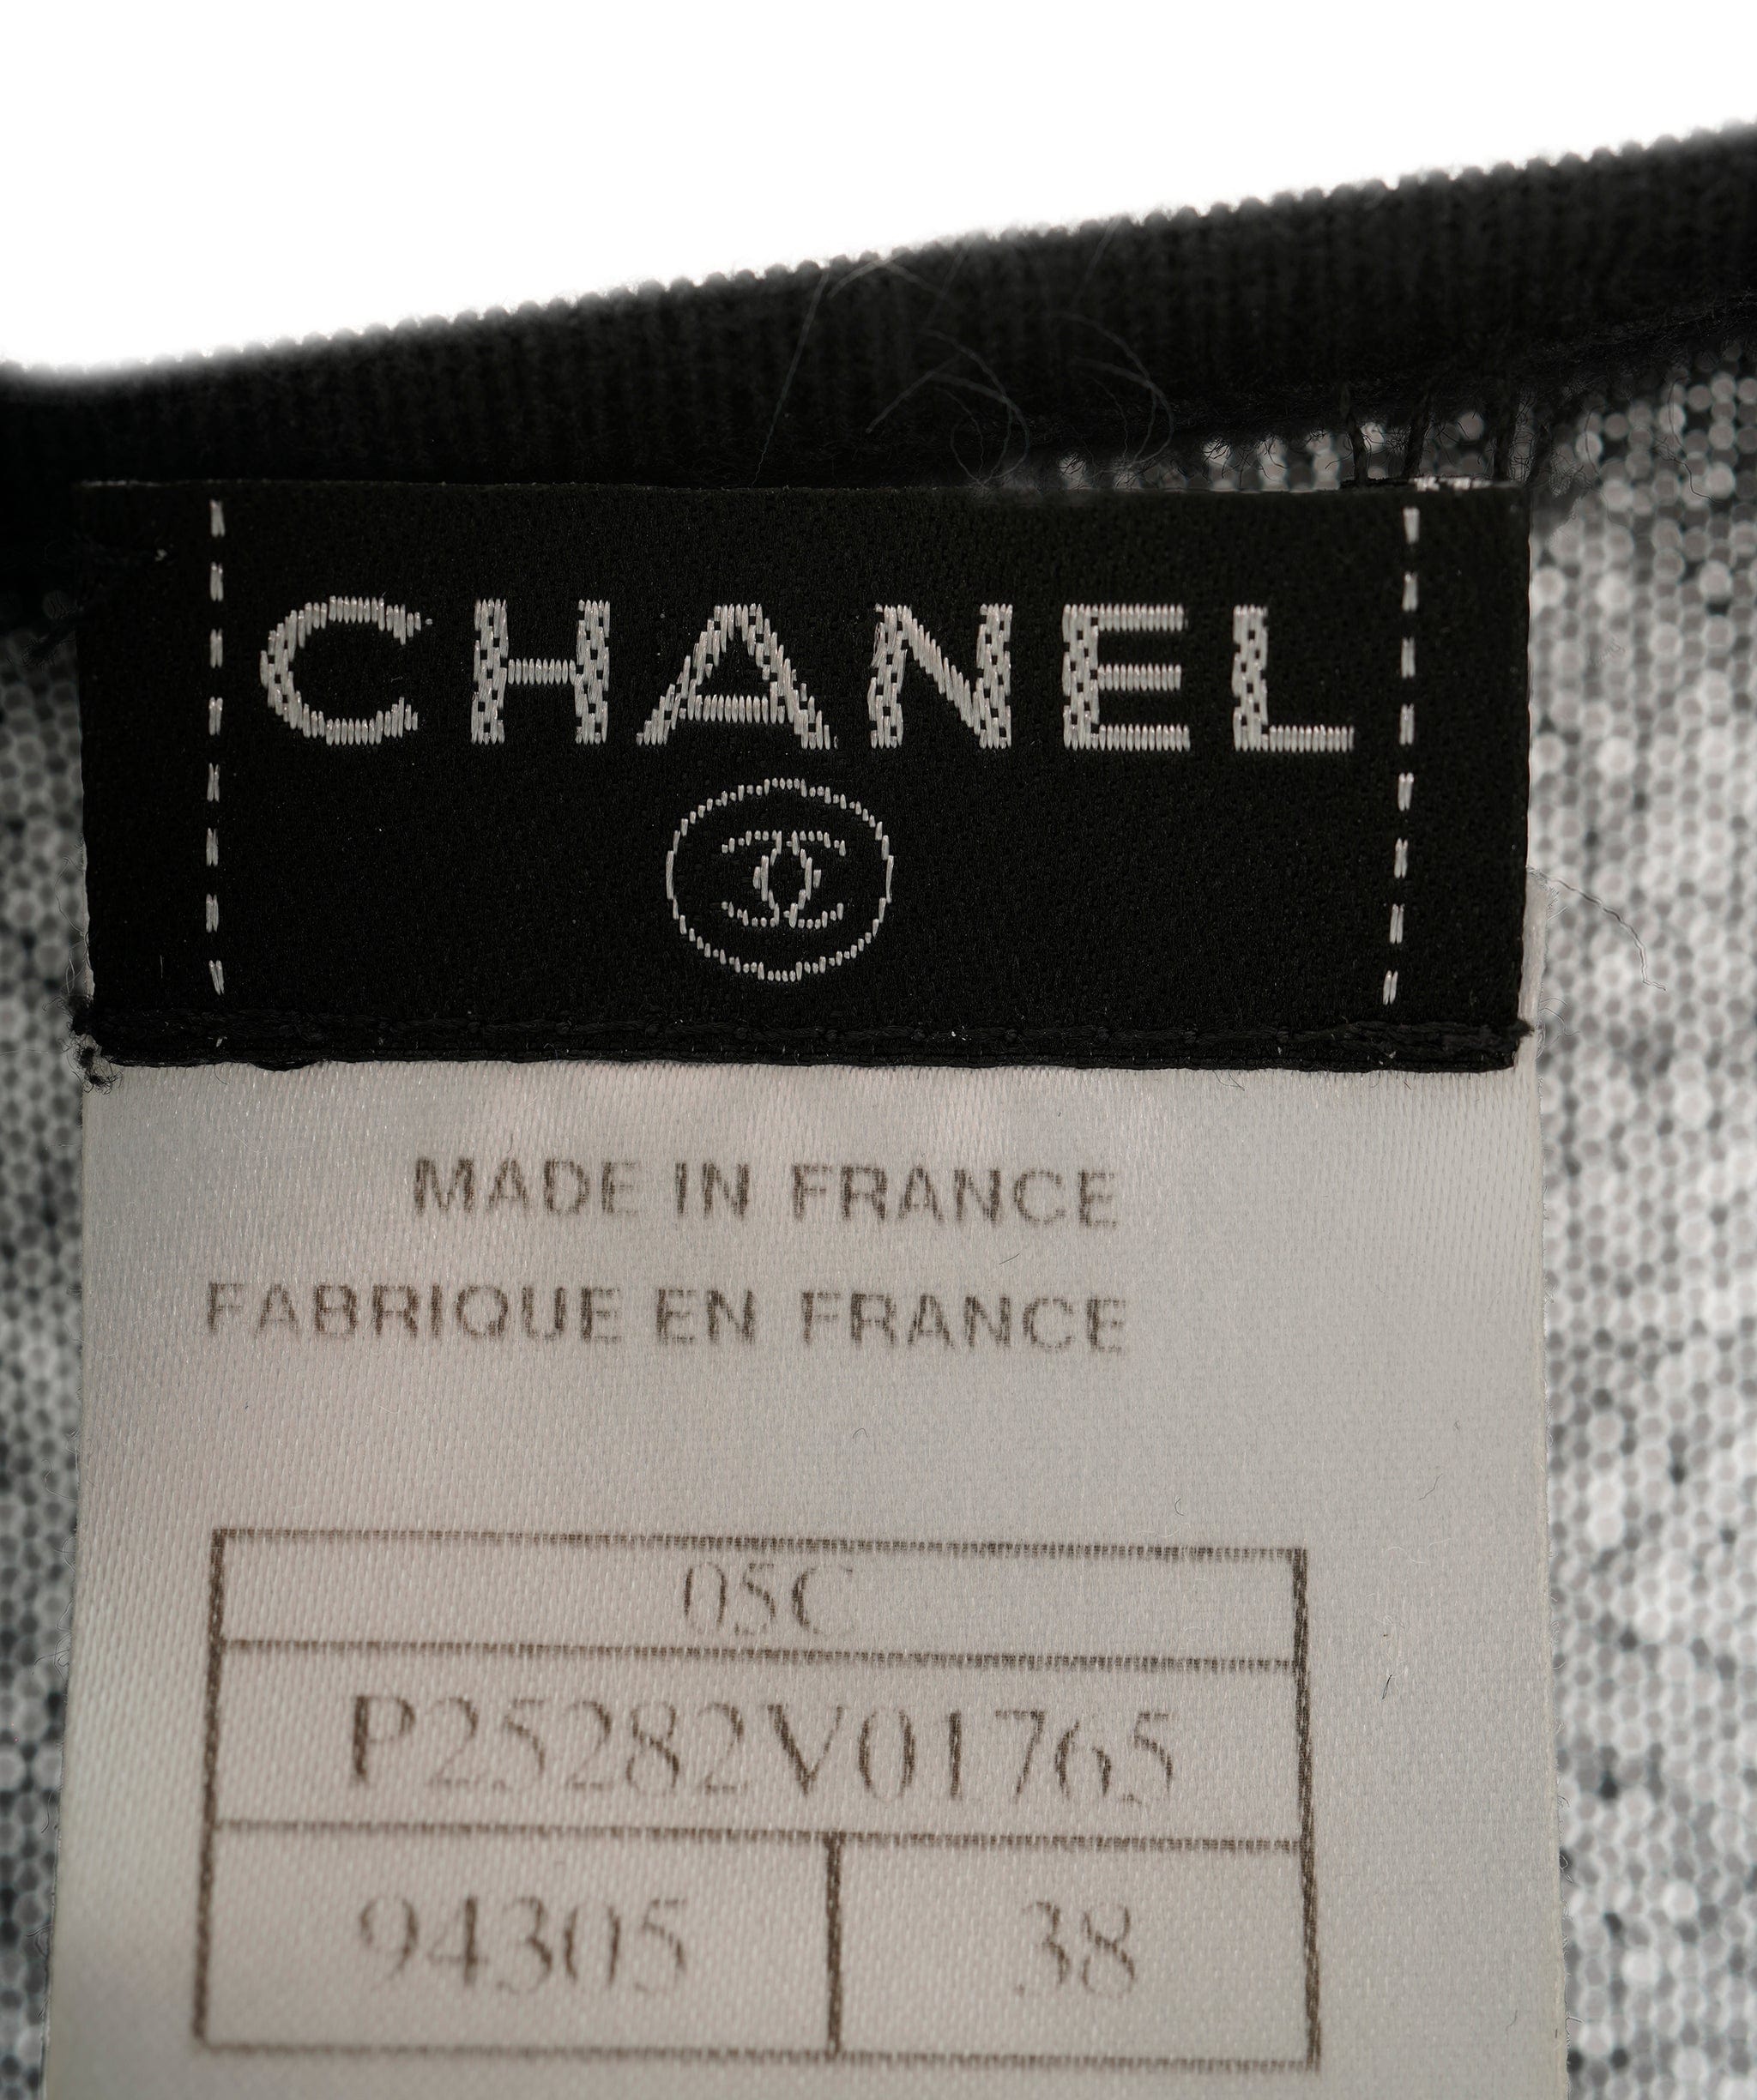 CHANEL
MADE IN FRANCE
FABRIQUE EN FRANCE
05C
P25282V01765
94305 38